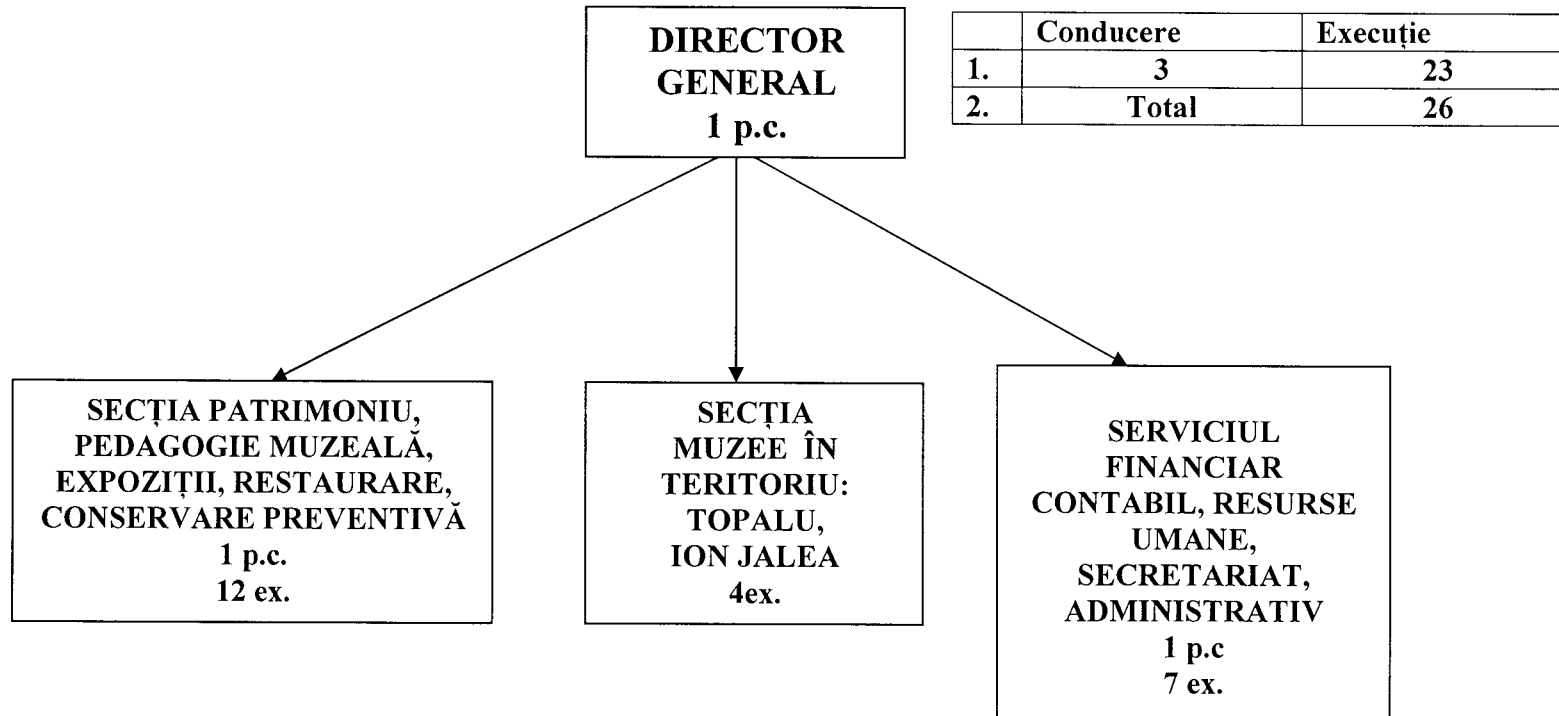 DIRECTOR
GENERAL
1 p.c.
Conducere Execuție
1. 3 23
2. Total 26
SECȚIA PATRIMONIU,
PEDAGOGIE MUZEALĂ,
EXPOZIȚII, RESTAURARE,
CONSERVARE PREVENTIVĂ
1 p.c.
12 ex.
SECȚIA
MUZEE ÎN
TERITORIU:
TOPALU,
ION JALEA
4ex.
SERVICIUL
FINANCIAR
CONTABIL, RESURSE
UMANE,
SECRETARIAT,
ADMINISTRATIV
1 p.c
7 ex.